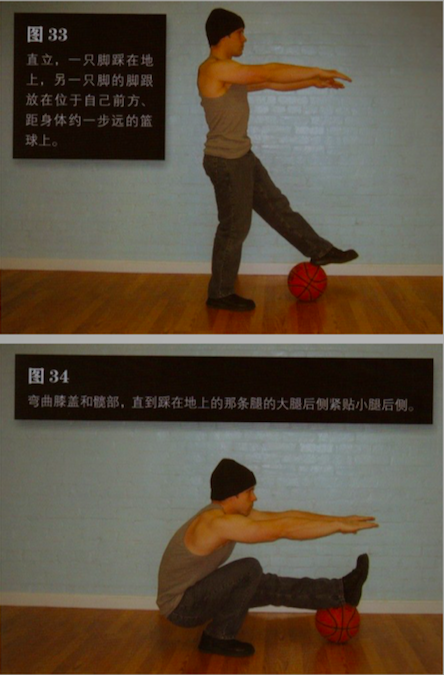 图 33
直立，一只脚踩在地
上，另一只脚的脚跟
放在位于自己前方、
距身体约一步远的篮
球上。
图 34
弯曲膝盖和髋部，直到踩在地上的那条腿的大腿后侧紧贴小腿后侧。